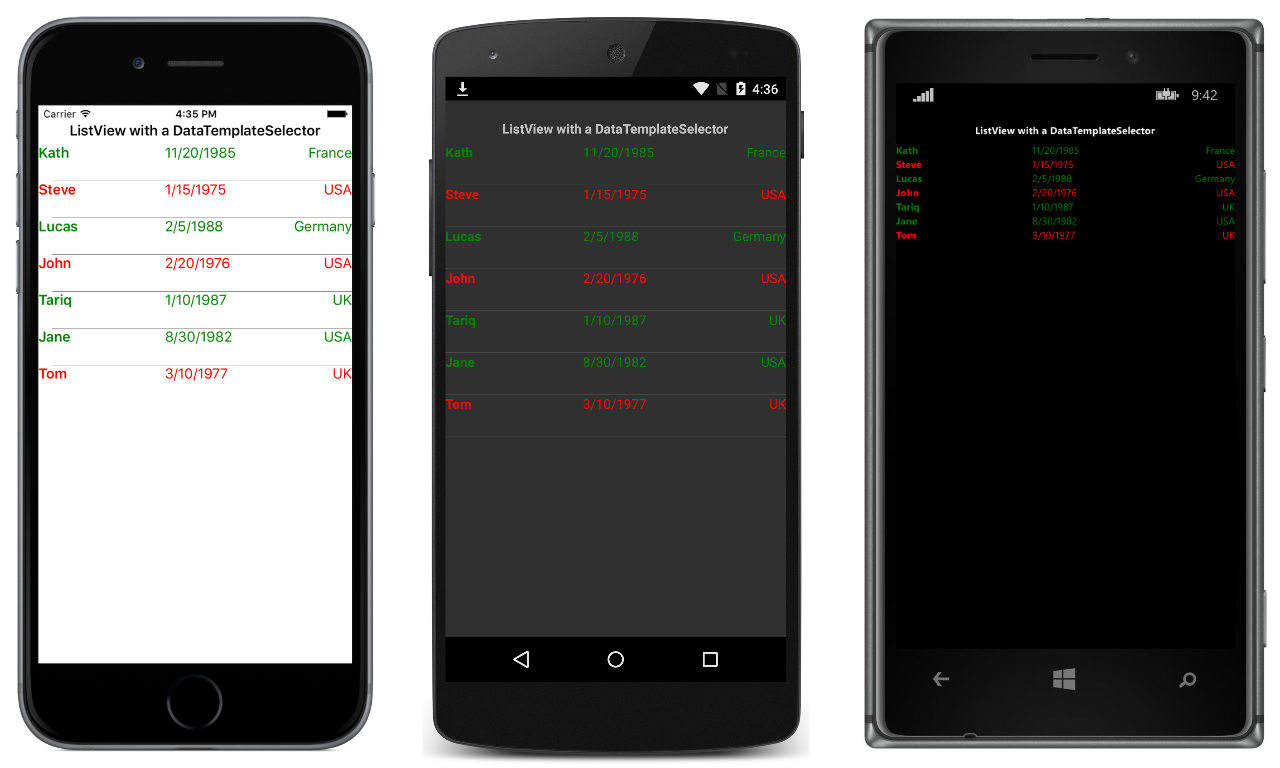 Carrier 4:35 PM
ListView with a DataTemplateSelector
Kath 11/20/1985 France
Steve 1/15/1975 USA
Lucas 2/5/1988 Germany
John 2/20/1976 USA
Tariq 1/10/1987 UK
Jane 8/30/1982 USA
Tom 3/10/1977 UK
4:36
ListView with a DataTemplateSelector
Kath 11/20/1985 France
Steve 1/15/1975 USA
Lucas 2/5/1988 Germany
John 2/20/1976 USA
Tariq 1/10/1987 UK
Jane 8/30/1982 USA
Tom 3/10/1977 UK
9:42
ListView with a DataTemplateSelector
Kath 11/20/1985 France
Steve 1/15/1975 USA
Lucas 2/5/1988 Germany
John 2/20/1976 USA
Tariq 1/10/1987 UK
Jane 8/30/1982 USA
Tom 3/10/1977 UK